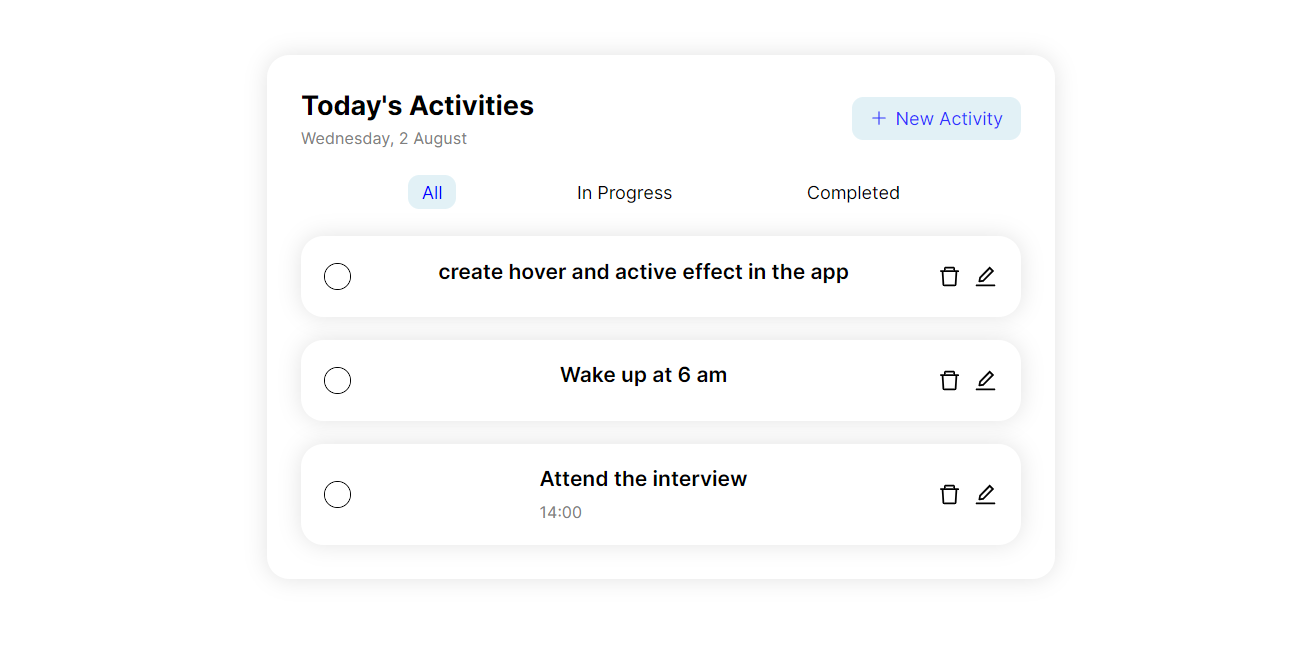 Today's Activities
Wednesday, 2 August
+ New Activity
All
In Progress
Completed
create hover and active effect in the app
Wake up at 6 am
Attend the interview
14:00